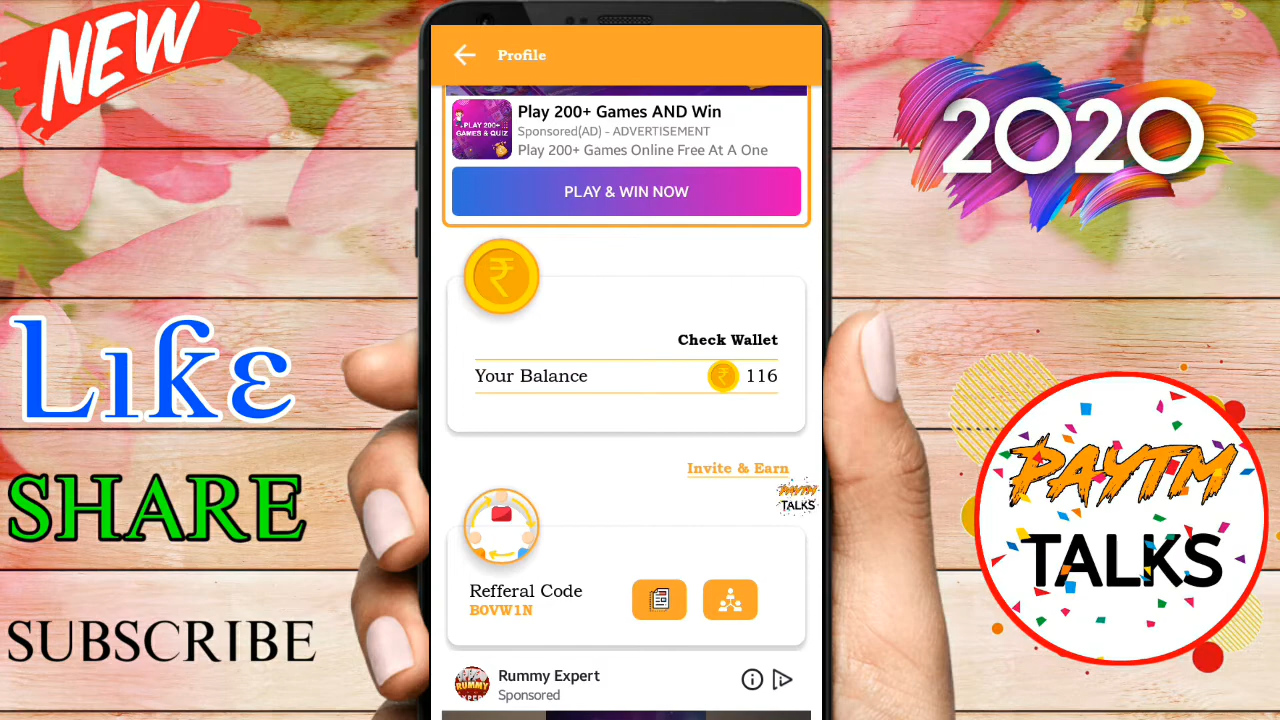 NEW
Like
SHARE
SUBSCRIBE
Profile
PLAY 200+
GAMES & QUIZ
Play 200+ Games AND Win
Sponsored(AD) - ADVERTISEMENT
Play 200+ Games Online Free At A One
PLAY & WIN NOW
₹
Check Wallet
Your Balance ₹ 116
Invite & Earn
PAYTM
TALKS
Refferal Code
B0VW1N
RUMMY
Rummy Expert
Sponsored
2020
PAYTM
TALKS